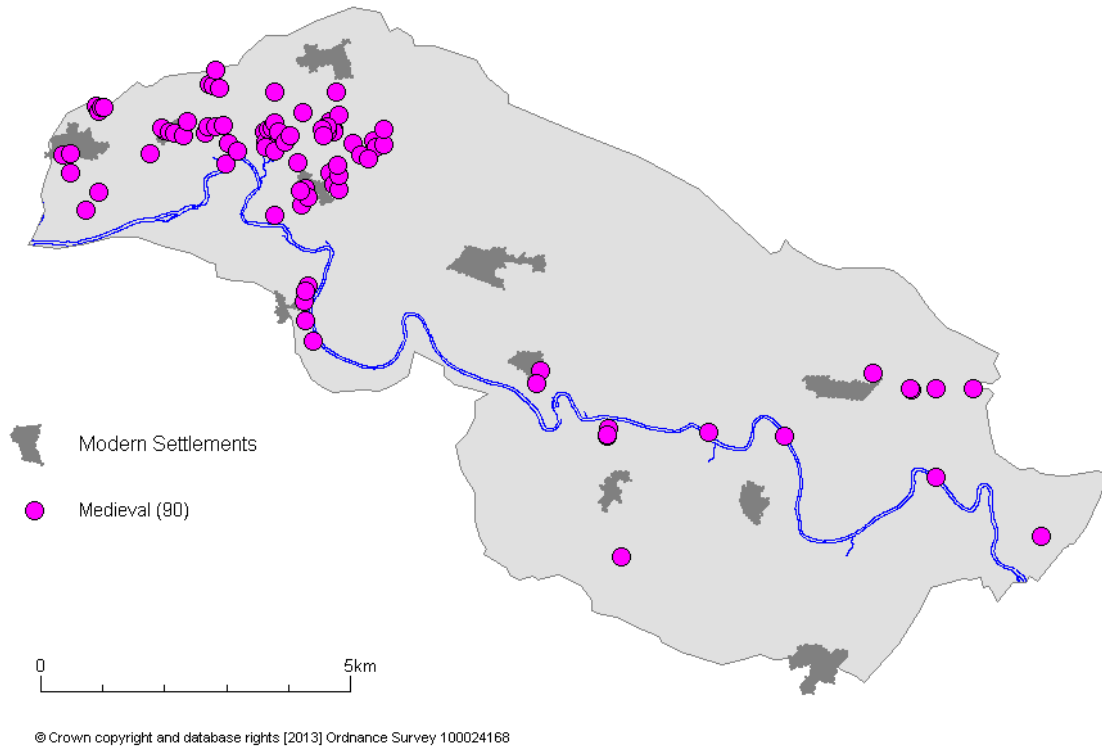 Modern Settlements
Medieval (90)
0 5km
© Crown copyright and database rights [2013] Ordnance Survey 100024168